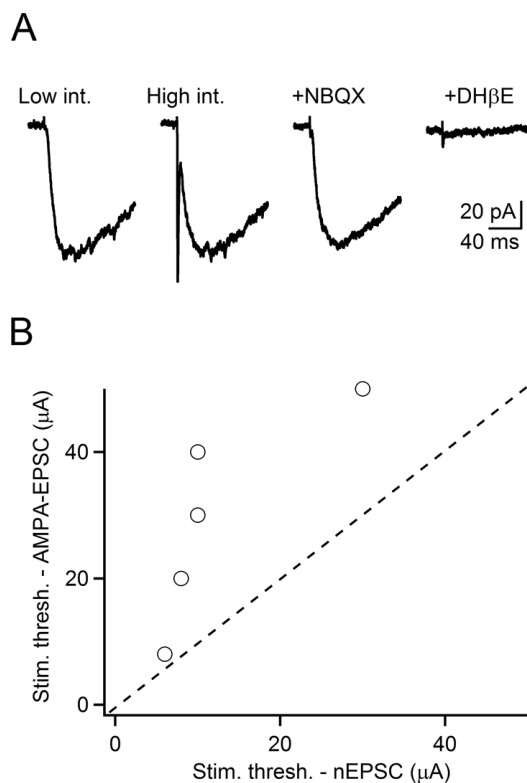 A
Low int. High int. +NBQX +DHβE
20 pA
40 ms
B
Stim. thresh. - AMPA-EPSC (μA)
40
20
0
0 20 40
Stim. thresh. - nEPSC (μA)